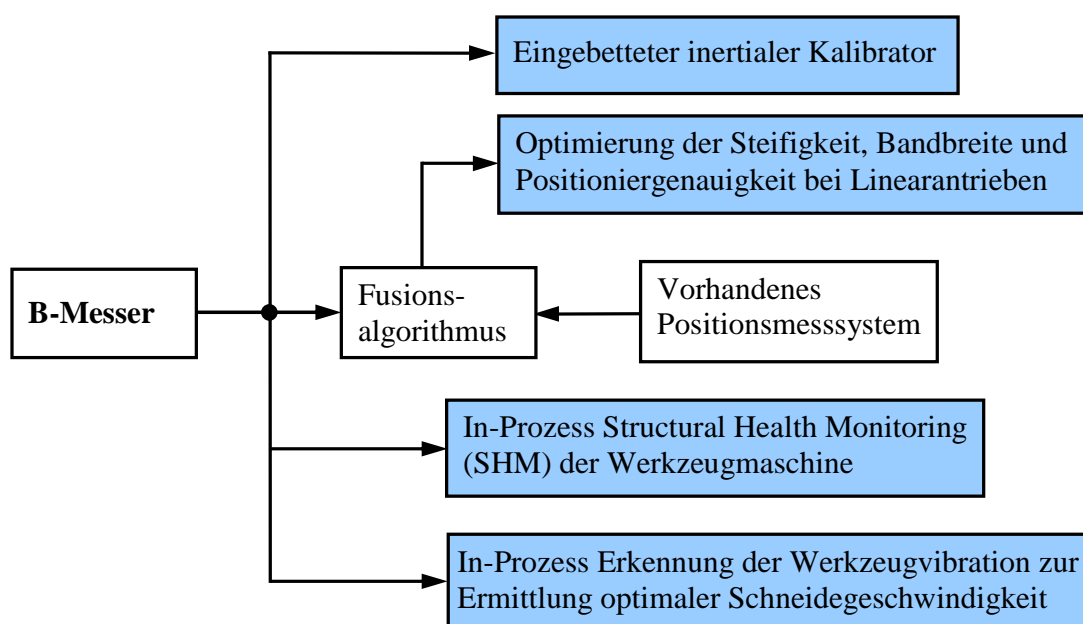 Eingebetteter inertialer Kalibrator
Optimierung der Steifigkeit, Bandbreite und
Positioniergenauigkeit bei Linearantrieben
B-Messer
Fusions-
algorithmus
Vorhandenes
Positionsmesssystem
In-Prozess Structural Health Monitoring
(SHM) der Werkzeugmaschine
In-Prozess Erkennung der Werkzeugvibration zur
Ermittlung optimaler Schneidegeschwindigkeit